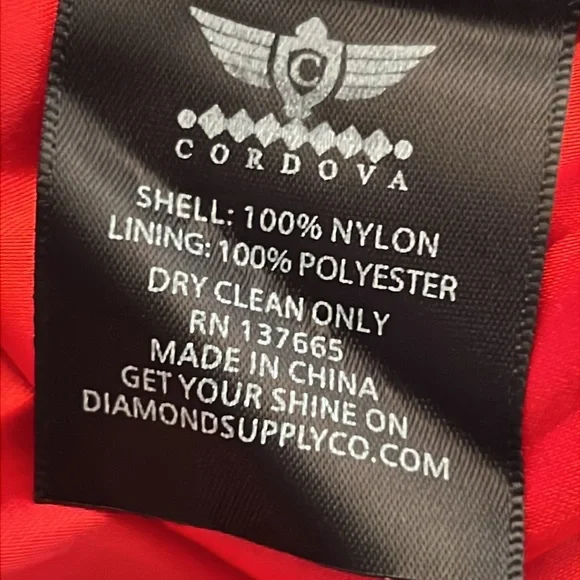 C
CORDOVA
SHELL: 100% NYLON
LINING: 100% POLYESTER
DRY CLEAN ONLY
RN 137665
MADE IN CHINA
GET YOUR SHINE ON
DIAMONDSUPPLYCO.COM